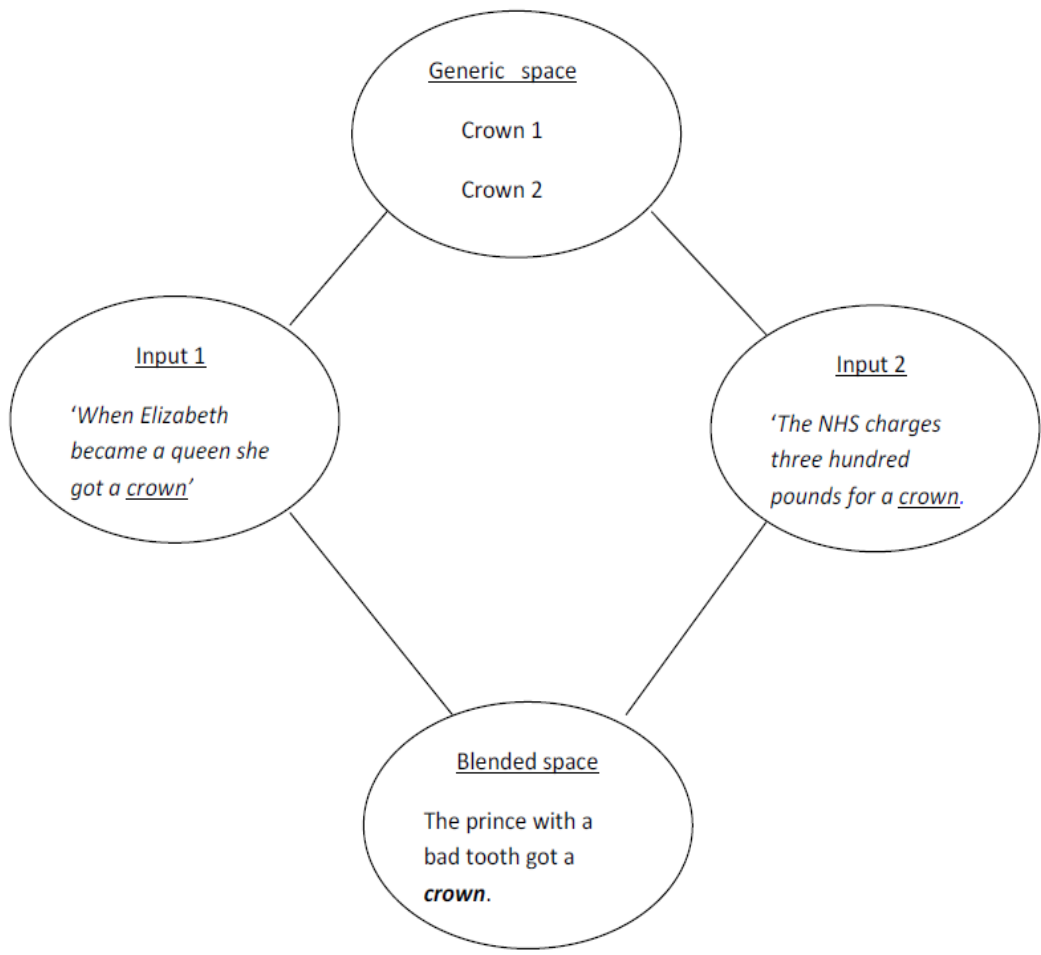 Generic space
Crown 1
Crown 2
Input 1
‘When Elizabeth
became a queen she
got a crown’
Input 2
‘The NHS charges
three hundred
pounds for a crown.
Blended space
The prince with a
bad tooth got a
crown.